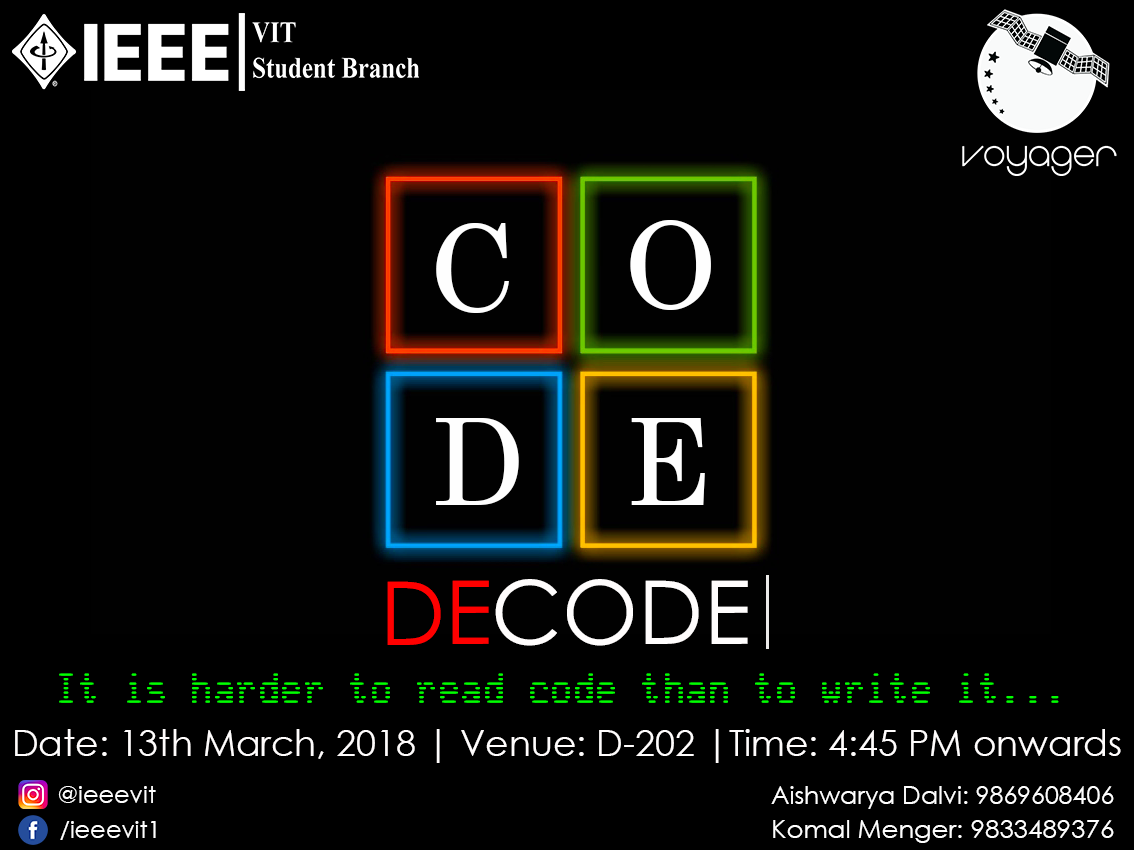 IEEE
VIT
Student Branch
voyager
C O
D E
DECODE|
It is harder to read code than to write it...
Date: 13th March, 2018 | Venue: D-202 |Time: 4:45 PM onwards
@ieeevit
/ieeevit1
Aishwarya Dalvi: 9869608406
Komal Menger: 9833489376